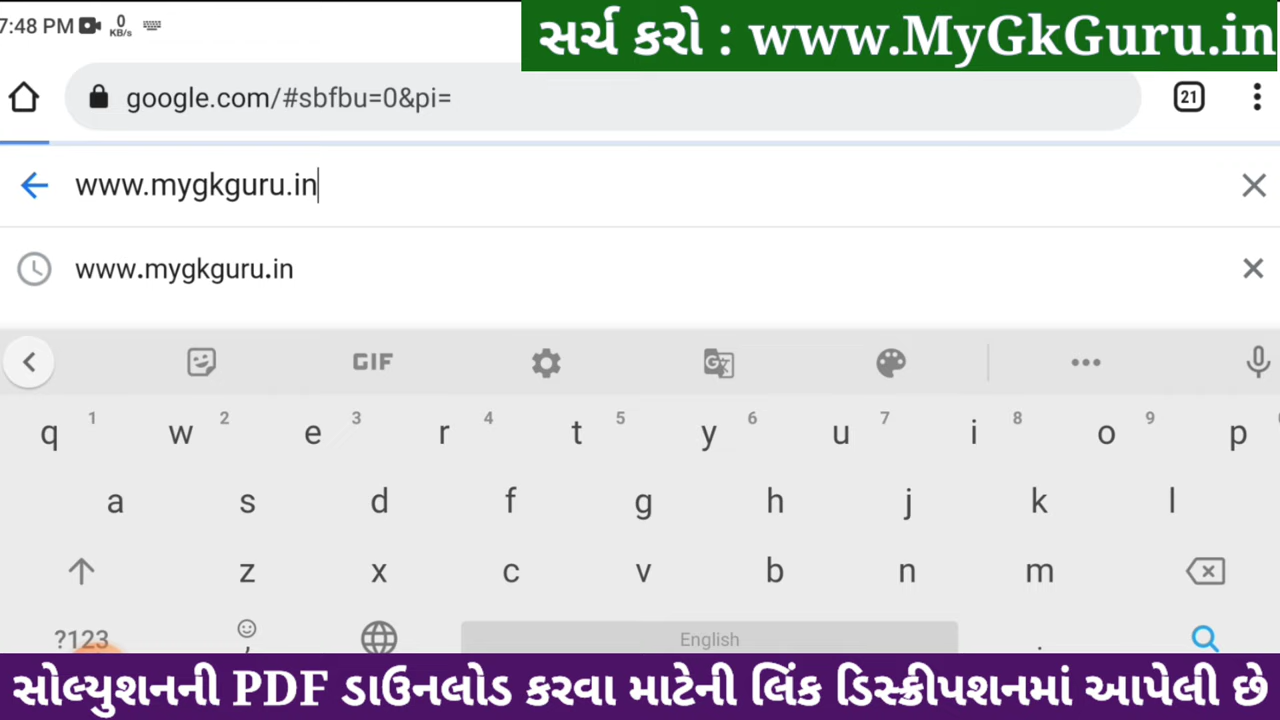 7:48 PM 0 KB/s
સર્ચ કરો : www.MyGkGuru.in
google.com/#sbfbu=0&pi=
21
www.mygkguru.in
www.mygkguru.in
GIF
q 1 w 2 e 3 r 4 t 5 y 6 u 7 i 8 o 9 p
a s d f g h j k l
z x c v b n m
?123 , English .
સોલ્યુશનની PDF ડાઉનલોડ કરવા માટેની લિંક ડિસ્ક્રીપશનમાં આપેલી છે